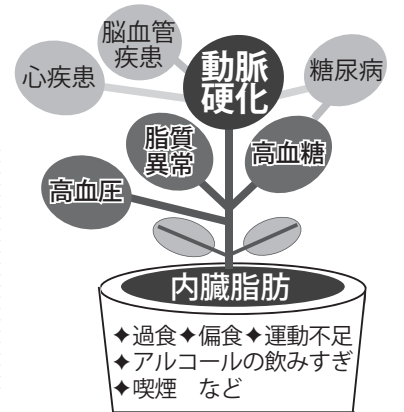 脳血管
疾患
心疾患
動脈
硬化
糖尿病
脂質
異常
高血糖
高血圧
内臓脂肪
✦過食✦偏食✦運動不足
✦アルコールの飲みすぎ
✦喫煙　など